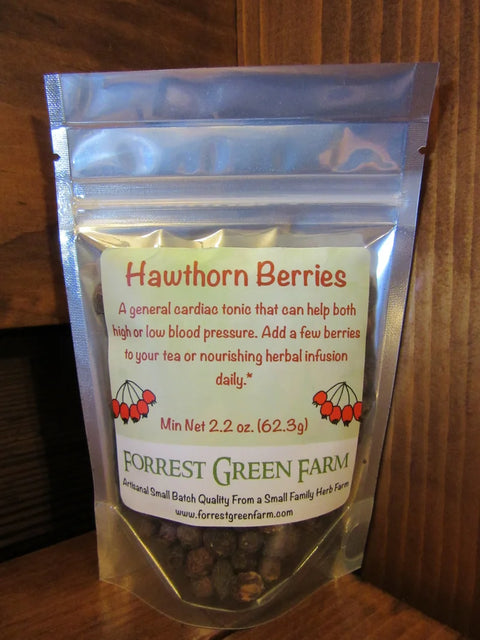 Hawthorn Berries
A general cardiac tonic that can help both
high or low blood pressure. Add a few berries
to your tea or nourishing herbal infusion
daily.*
Min Net 2.2 oz. (62.3g)
FORREST GREEN FARM
Artisanal Small Batch Quality From a Small Family Herb Farm
www.forrestgreenfarm.com